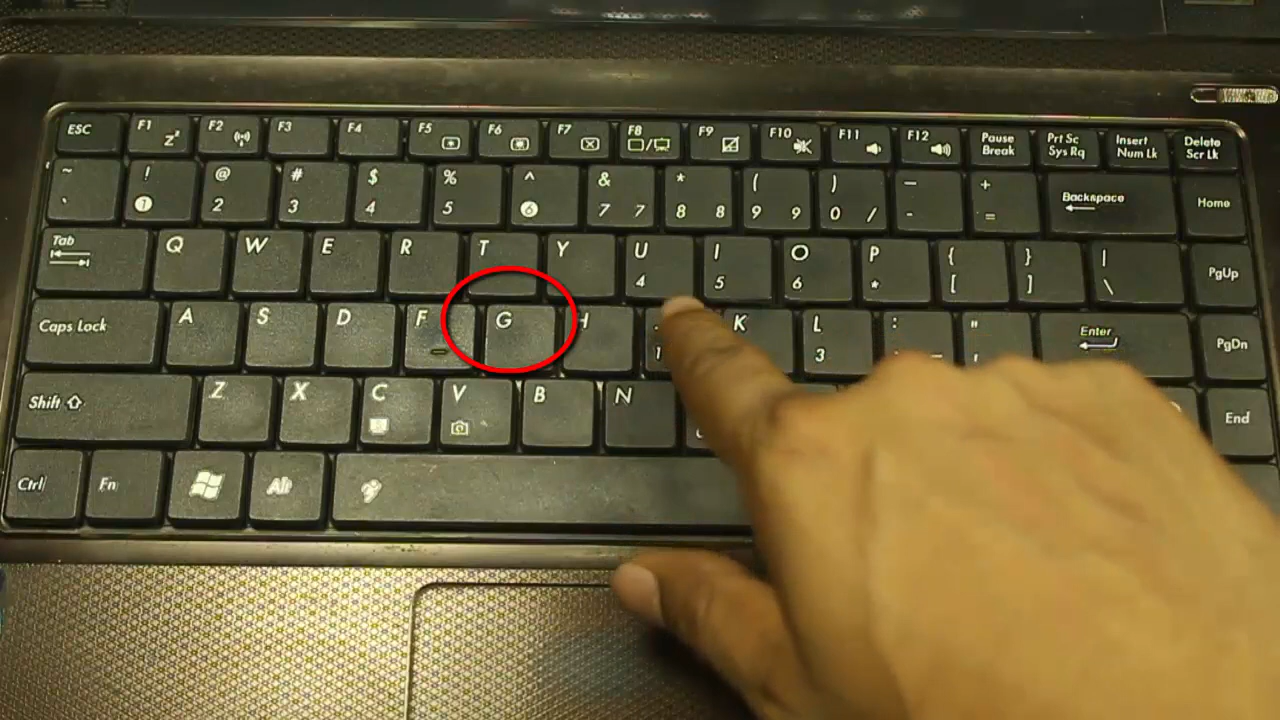 ESC F1 zz F2 F3 F4 F5 F6 F7 F8 F9 F10 F11 F12 Pause Break Prt Sc Sys Rq Insert Num Lk Delete Scr Lk
~ ` ! 1 @ 2 # 3 $ 4 % 5 ^ 6 & 7 7 * 8 8 ( 9 9 ) 0 / _ - + = Backspace Home
Tab Q W E R T Y U 4 I 5 O 6 P * { [ } ] | \ PgUp
Caps Lock A S D F G H 1 K L 3 : " Enter PgDn
Shift Z X C V B N End
Ctrl Fn Alt